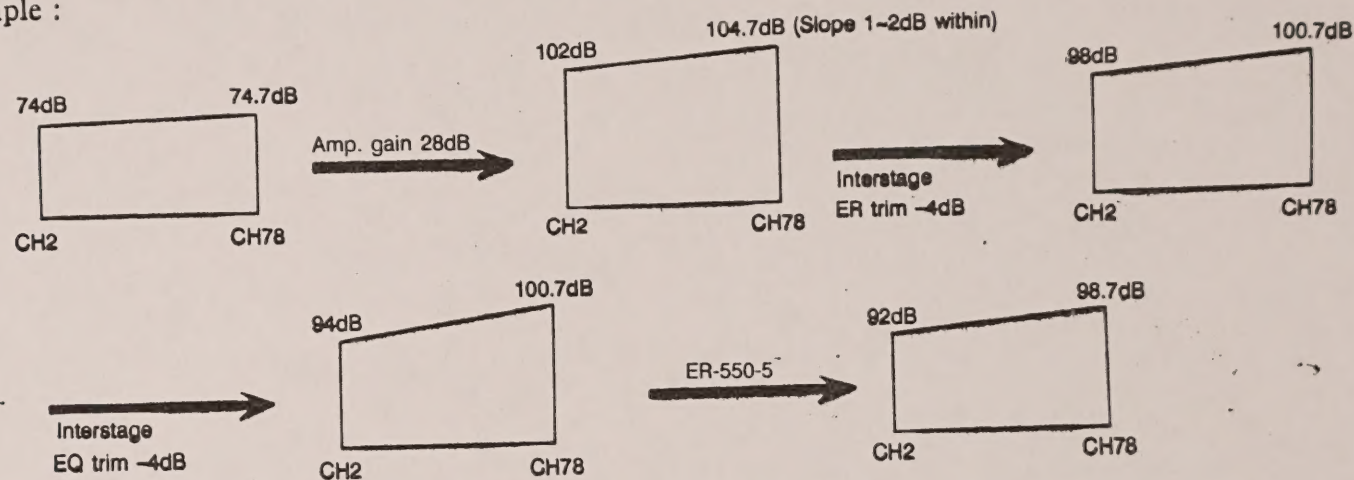 ple :
74dB
74.7dB
CH2
CH78
Amp. gain 28dB
102dB
104.7dB (Slope 1~2dB within)
CH2
CH78
Interstage
ER trim -4dB
98dB
100.7dB
CH2
CH78
Interstage
EQ trim -4dB
94dB
100.7dB
CH2
CH78
ER-550-5
92dB
98.7dB
CH2
CH78